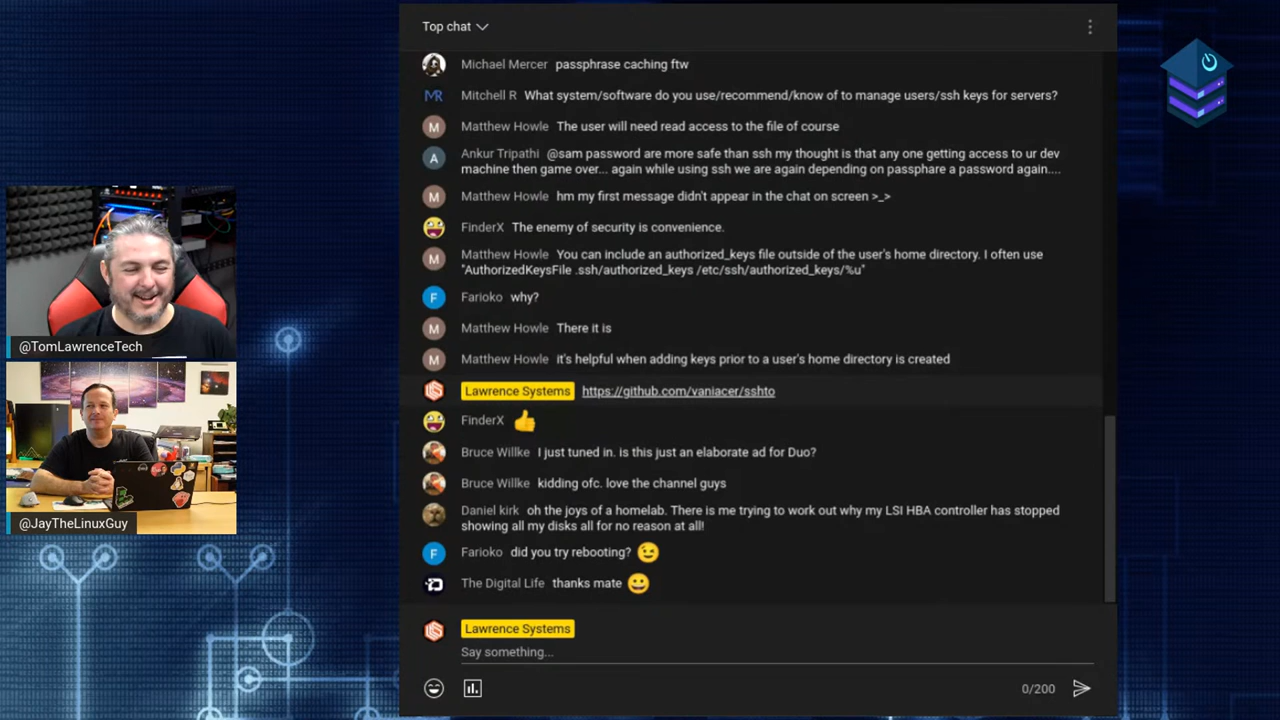 Top chat
Michael Mercer passphrase caching ftw
MR Mitchell R What system/software do you use/recommend/know of to manage users/ssh keys for servers?
M Matthew Howle The user will need read access to the file of course
A Ankur Tripathi @sam password are more safe than ssh my thought is that any one getting access to ur dev
machine then game over... again while using ssh we are again depending on passphare a password again....
M Matthew Howle hm my first message didn't appear in the chat on screen >_>
FinderX The enemy of security is convenience.
M Matthew Howle You can include an authorized_keys file outside of the user's home directory. I often use
"AuthorizedKeysFile .ssh/authorized_keys /etc/ssh/authorized_keys/%u"
F Farioko why?
M Matthew Howle There it is
M Matthew Howle it's helpful when adding keys prior to a user's home directory is created
Lawrence Systems https://github.com/vaniacer/sshto
FinderX 👍
Bruce Willke I just tuned in. is this just an elaborate ad for Duo?
Bruce Willke kidding ofc. love the channel guys
Daniel kirk oh the joys of a homelab. There is me trying to work out why my LSI HBA controller has stopped
showing all my disks all for no reason at all!
F Farioko did you try rebooting? 😉
The Digital Life thanks mate 😀
Lawrence Systems
Say something...
0/200
@TomLawrenceTech
@JayTheLinuxGuy